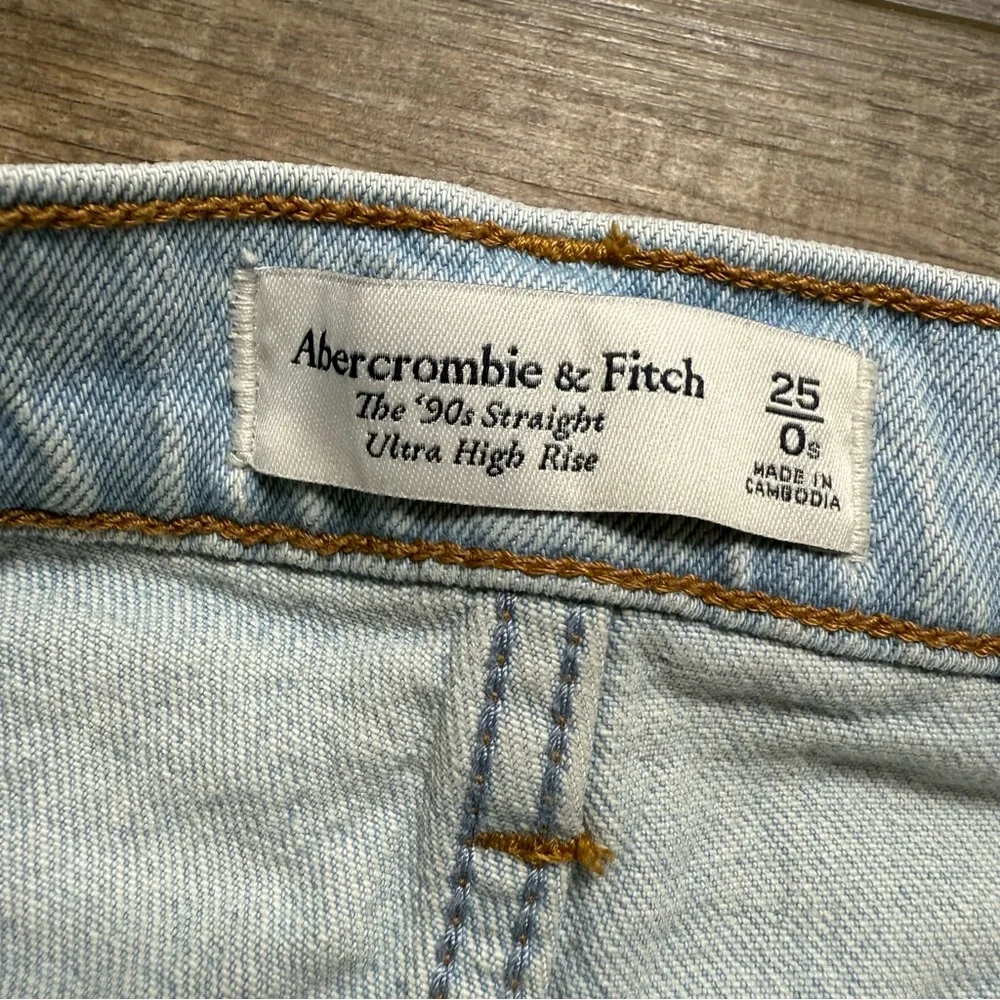 Abercrombie & Fitch
The ‘90s Straight
Ultra High Rise
25
0s
MADE IN
CAMBODIA